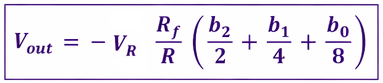 V_out = − V_R R_f/R (b_2/2 + b_1/4 + b_0/8)